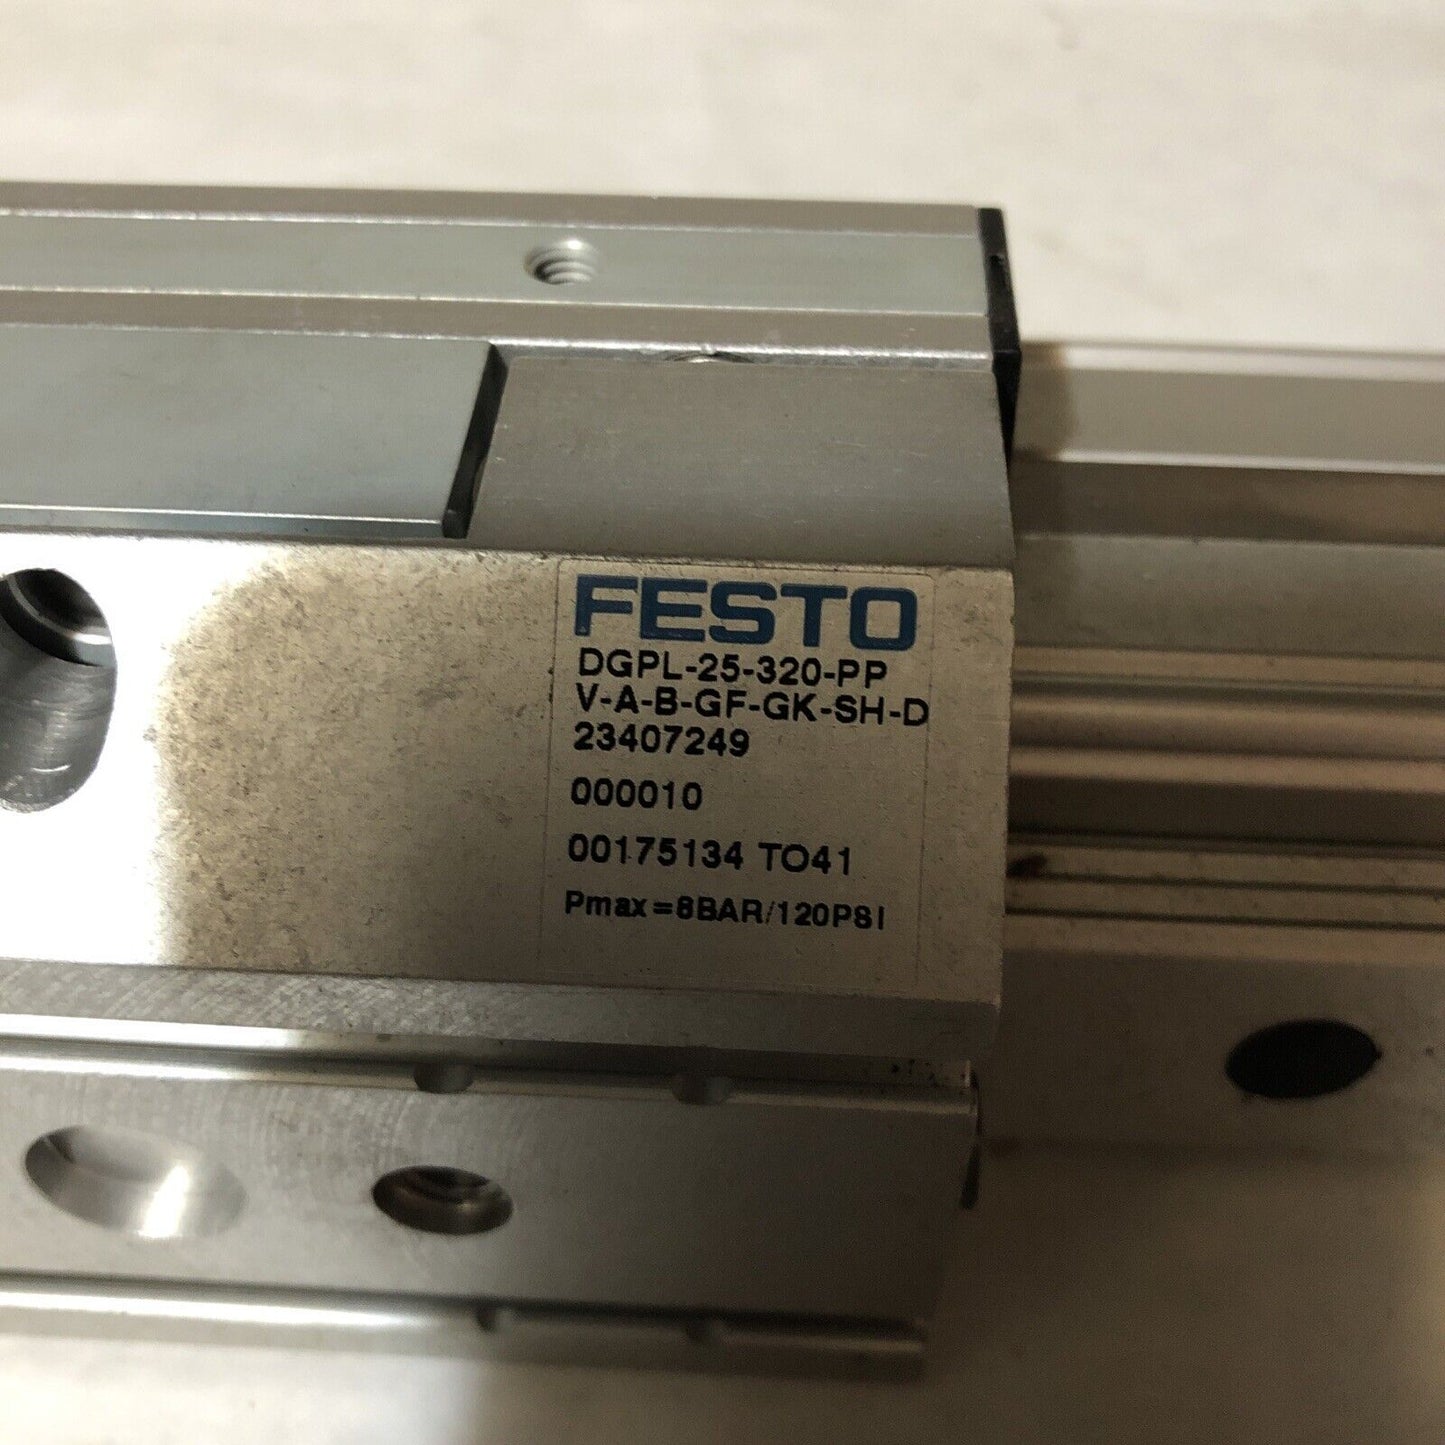 FESTO
DGPL-25-320-PP
V-A-B-GF-GK-SH-D
23407249
000010
00175134 TO41
Pmax=8BAR/120PSI